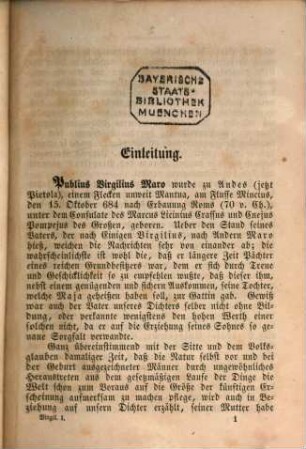 BAYERISCHE
STAATS-
BIBLIOTHEK
MUENCHEN
Einleitung.
Publius Virgilius Maro wurde zu Andes (jetzt
Pietola), einem Flecken unweit Mantua, am Flusse Mincius,
den 15. Oktober 684 nach Erbauung Roms (70 v. Ch.),
unter dem Consulate des Marcus Licinius Crassus und Cnejus
Pompejus des Großen, geboren. Ueber den Stand seines
Vaters, der nach Einigen Virgilius, nach Andern Maro
hieß, weichen die Nachrichten sehr von einander ab; die
wahrscheinlichste ist wohl die, daß er längere Zeit Pächter
eines reichen Grundbesitzers war, dem er sich durch Treue
und Geschicklichkeit so zu empfehlen wußte, daß dieser ihm,
nebst einem genügenden und sichern Auskommen, seine Tochter,
welche Maja geheißen haben soll, zur Gattin gab. Gewiß
war auch der Vater unseres Dichters selber nicht ohne Bil-
dung, oder verkannte wenigstens den hohen Werth einer
solchen nicht, da er auf die Erziehung seines Sohnes so ge-
naue Sorgfalt verwandte.
Ganz übereinstimmend mit der Sitte und dem Volks-
glauben damaliger Zeit, daß die Natur selbst vor und bei
der Geburt ausgezeichneter Männer durch ungewöhnliches
Heraustreten aus dem gesetzmäßigen Laufe der Dinge die
Welt schon zum Voraus auf die Größe der künftigen Er-
scheinung aufmerksam zu machen pflege, wird auch in Be-
ziehung auf unsern Dichter erzählt, seiner Mutter habe
Virgil. I. 1